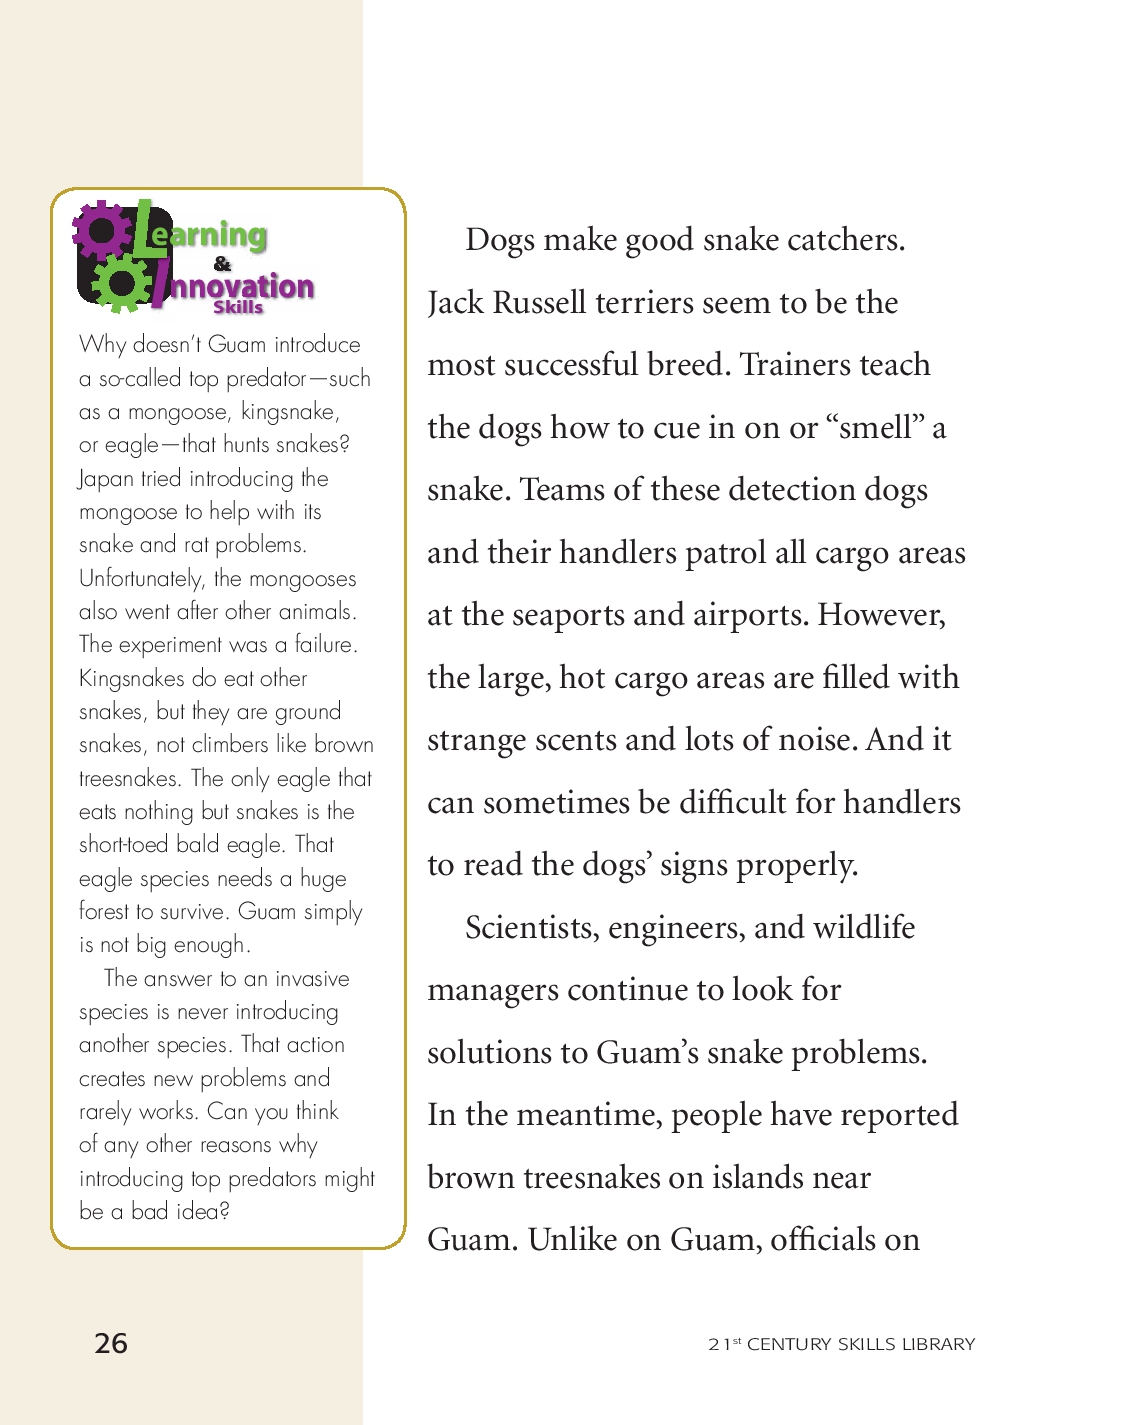 Learning
&
Innovation
Skills
Why doesn't Guam introduce
a so-called top predator—such
as a mongoose, kingsnake,
or eagle—that hunts snakes?
Japan tried introducing the
mongoose to help with its
snake and rat problems.
Unfortunately, the mongooses
also went after other animals.
The experiment was a failure.
Kingsnakes do eat other
snakes, but they are ground
snakes, not climbers like brown
treesnakes. The only eagle that
eats nothing but snakes is the
short-toed bald eagle. That
eagle species needs a huge
forest to survive. Guam simply
is not big enough.
The answer to an invasive
species is never introducing
another species. That action
creates new problems and
rarely works. Can you think
of any other reasons why
introducing top predators might
be a bad idea?
Dogs make good snake catchers.
Jack Russell terriers seem to be the
most successful breed. Trainers teach
the dogs how to cue in on or “smell” a
snake. Teams of these detection dogs
and their handlers patrol all cargo areas
at the seaports and airports. However,
the large, hot cargo areas are filled with
strange scents and lots of noise. And it
can sometimes be difficult for handlers
to read the dogs’ signs properly.
Scientists, engineers, and wildlife
managers continue to look for
solutions to Guam’s snake problems.
In the meantime, people have reported
brown treesnakes on islands near
Guam. Unlike on Guam, officials on
26
21st CENTURY SKILLS LIBRARY